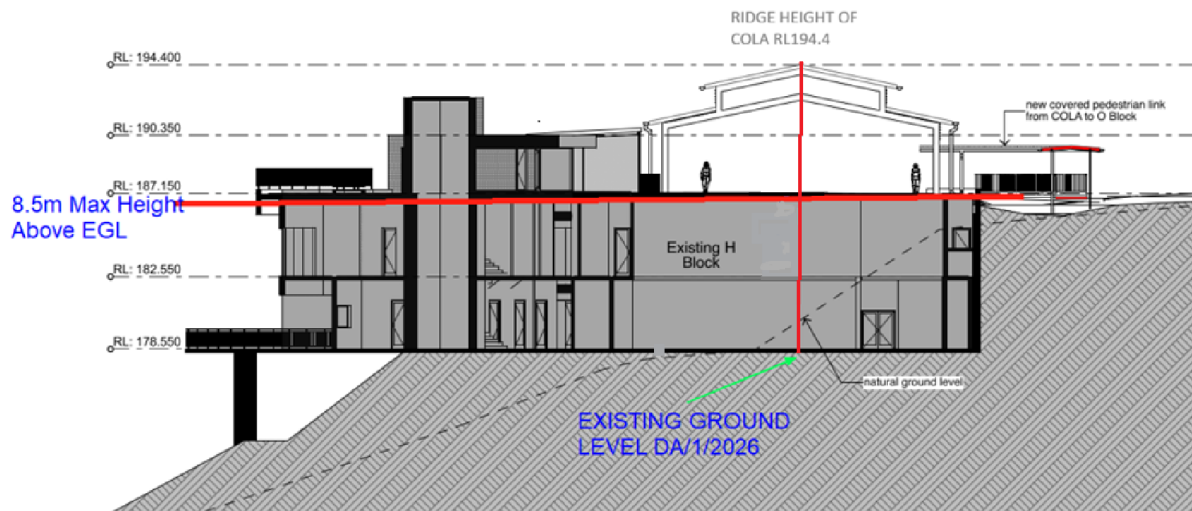 RIDGE HEIGHT OF
COLA RL194.4
RL: 194.400
new covered pedestrian link
from COLA to O Block
RL: 190.350
RL: 187.150
8.5m Max Height
Above EGL
Existing H
Block
RL: 182.550
RL: 178.550
natural ground level
EXISTING GROUND
LEVEL DA/1/2026